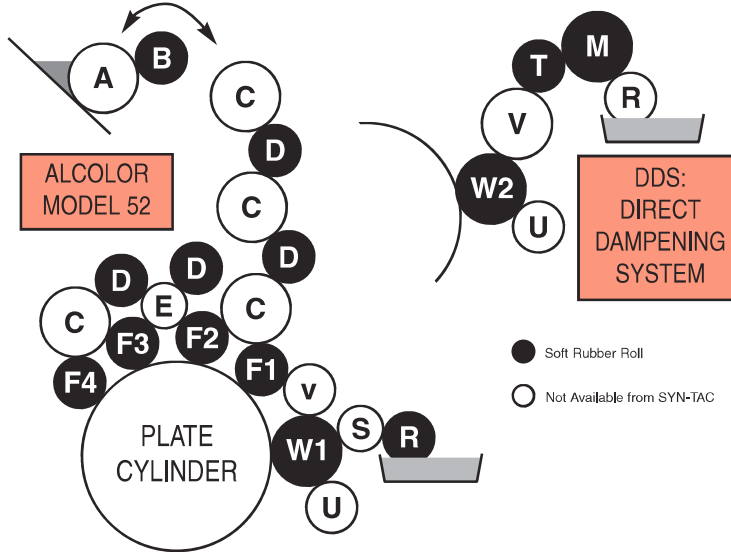 A
B
C
D
C
D
ALCOLOR
MODEL 52
D
D
E
C
C
F3
F2
F4
F1
v
S
R
W1
U
PLATE
CYLINDER
M
T
R
V
W2
U
DDS:
DIRECT
DAMPENING
SYSTEM
Soft Rubber Roll
Not Available from SYN-TAC